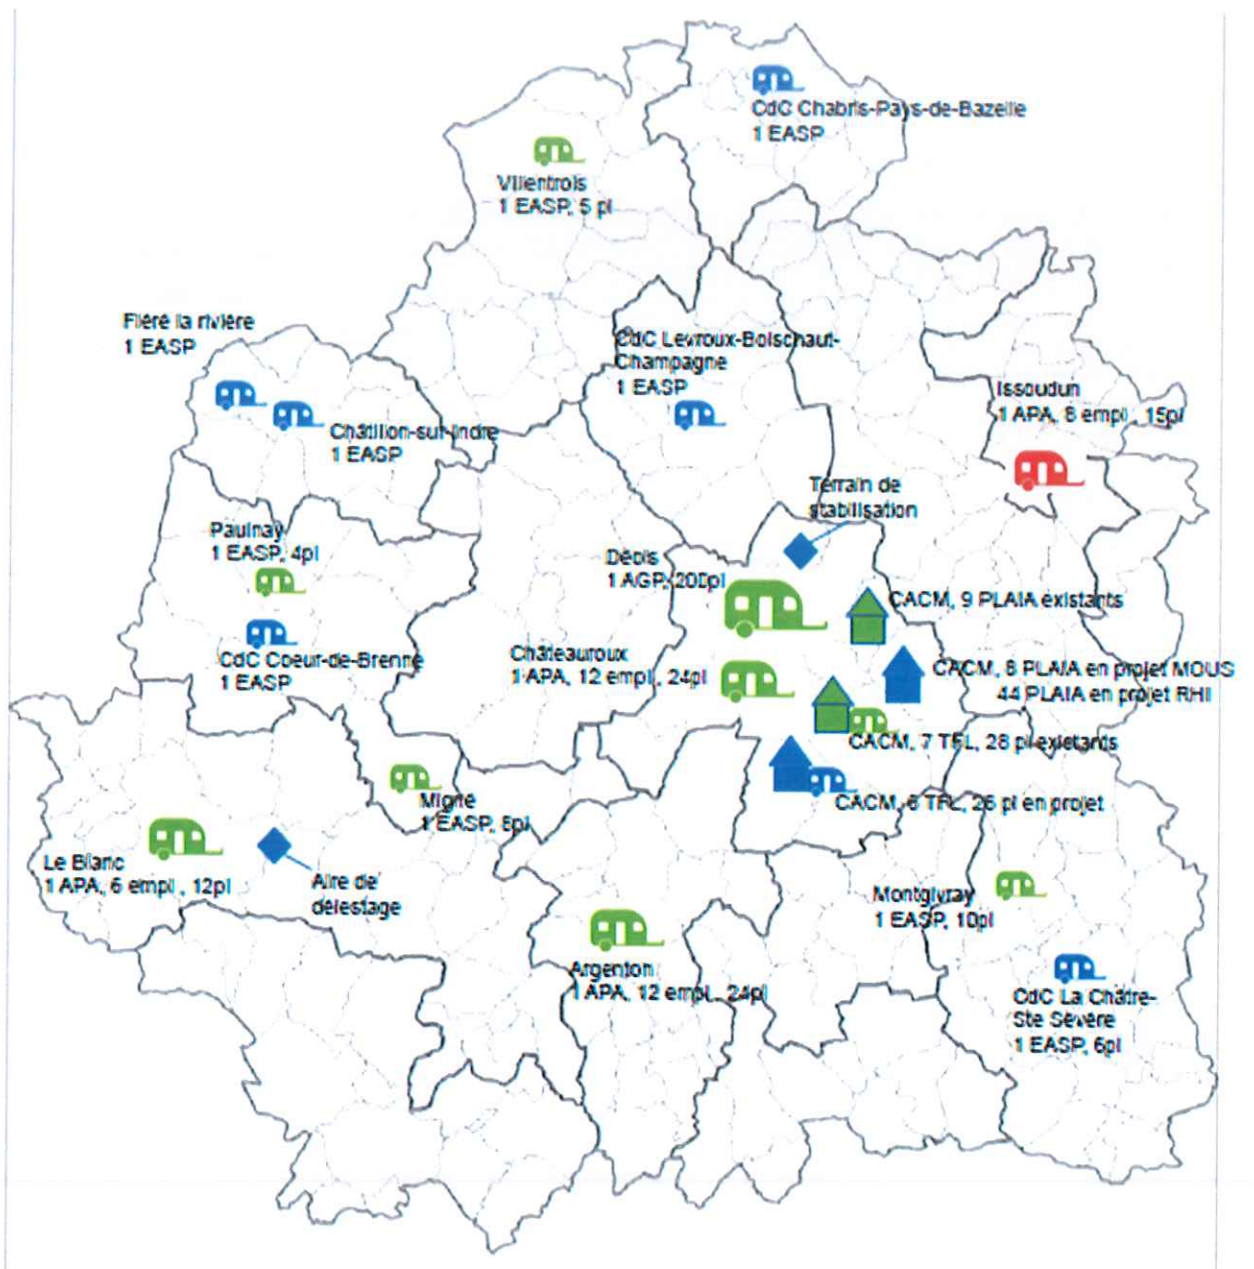 CdC Chabris-Pays-de-Bazelle
1 EASP
Villentrois
1 EASP, 5 pl
Fléré la rivière
1 EASP
Châtillon-sur-Indre
1 EASP
CdC Levroux-Boischaut-
Champagne
1 EASP
Issoudun
1 APA, 8 empl , 15pl
Terrain de
stabilisation
Paulnay
1 EASP, 4pl
CdC Coeur-de-Brenne
1 EASP
Déols
1 AGP, 200pl
CACM, 9 PLAIA existants
Châteauroux
1 APA, 12 empl , 24pl
CACM, 8 PLAIA en projet MOUS
44 PLAIA en projet RHI
CACM, 7 TFL, 28 pl existants
CACM, 6 TFL, 26 pl en projet
Migné
1 EASP, 8pl
Le Blanc
1 APA, 6 empl , 12pl
Aire de
délestage
Montgivray
1 EASP, 10pl
Argenton
1 APA, 12 empl , 24pl
CdC La Châtre-
Ste Sévère
1 EASP, 6pl